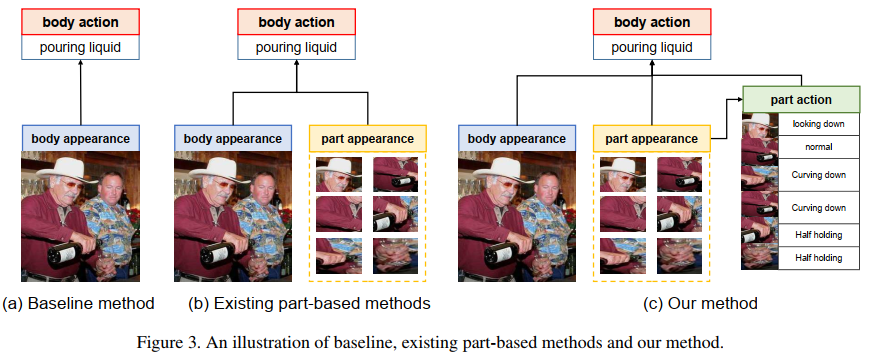 body action
pouring liquid
body appearance
(a) Baseline method
body action
pouring liquid
body appearance
part appearance
(b) Existing part-based methods
body action
pouring liquid
body appearance
part appearance
part action
looking down
normal
Curving down
Curving down
Half holding
Half holding
(c) Our method
Figure 3. An illustration of baseline, existing part-based methods and our method.